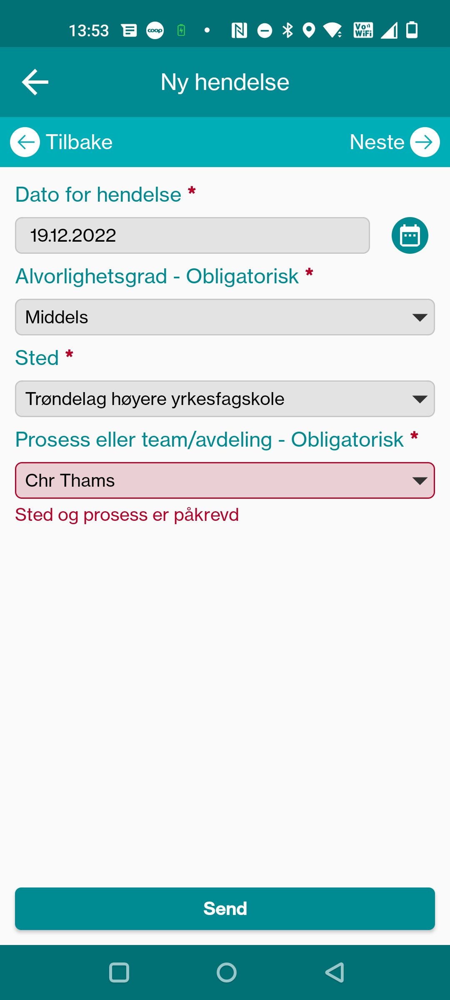 13:53
coop
Vo WiFi
Ny hendelse
Tilbake
Neste
Dato for hendelse *
19.12.2022
Alvorlighetsgrad - Obligatorisk *
Middels
Sted *
Trøndelag høyere yrkesfagskole
Prosess eller team/avdeling - Obligatorisk *
Chr Thams
Sted og prosess er påkrevd
Send